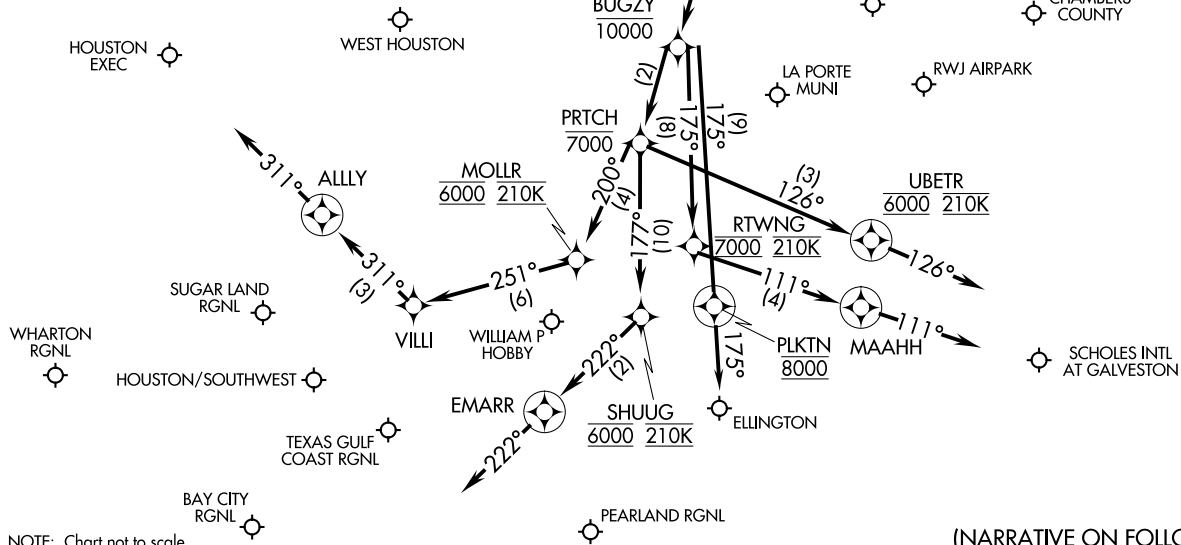 BUGZY
10000
CHAMBERS
COUNTY
HOUSTON
EXEC
WEST HOUSTON
(2)
LA PORTE
MUNI
RWJ AIRPARK
PRTCH
7000
(8)
175°
175°
(9)
311°
ALLLY
MOLLR
6000 210K
200°
(4)
177°
(10)
(3)
126°
UBETR
6000 210K
RTWNG
7000 210K
126°
311°
(3)
251°
(6)
111°
(4)
SUGAR LAND
RGNL
VILLI
WILLIAM P
HOBBY
PLKTN
8000
MAAHH
111°
WHARTON
RGNL
HOUSTON/SOUTHWEST
222°
(2)
175°
SCHOLES INTL
AT GALVESTON
EMARR
SHUUG
6000 210K
ELLINGTON
TEXAS GULF
COAST RGNL
222°
BAY CITY
RGNL
PEARLAND RGNL
NOTE: Chart not to scale
(NARRATIVE ON FOLLO